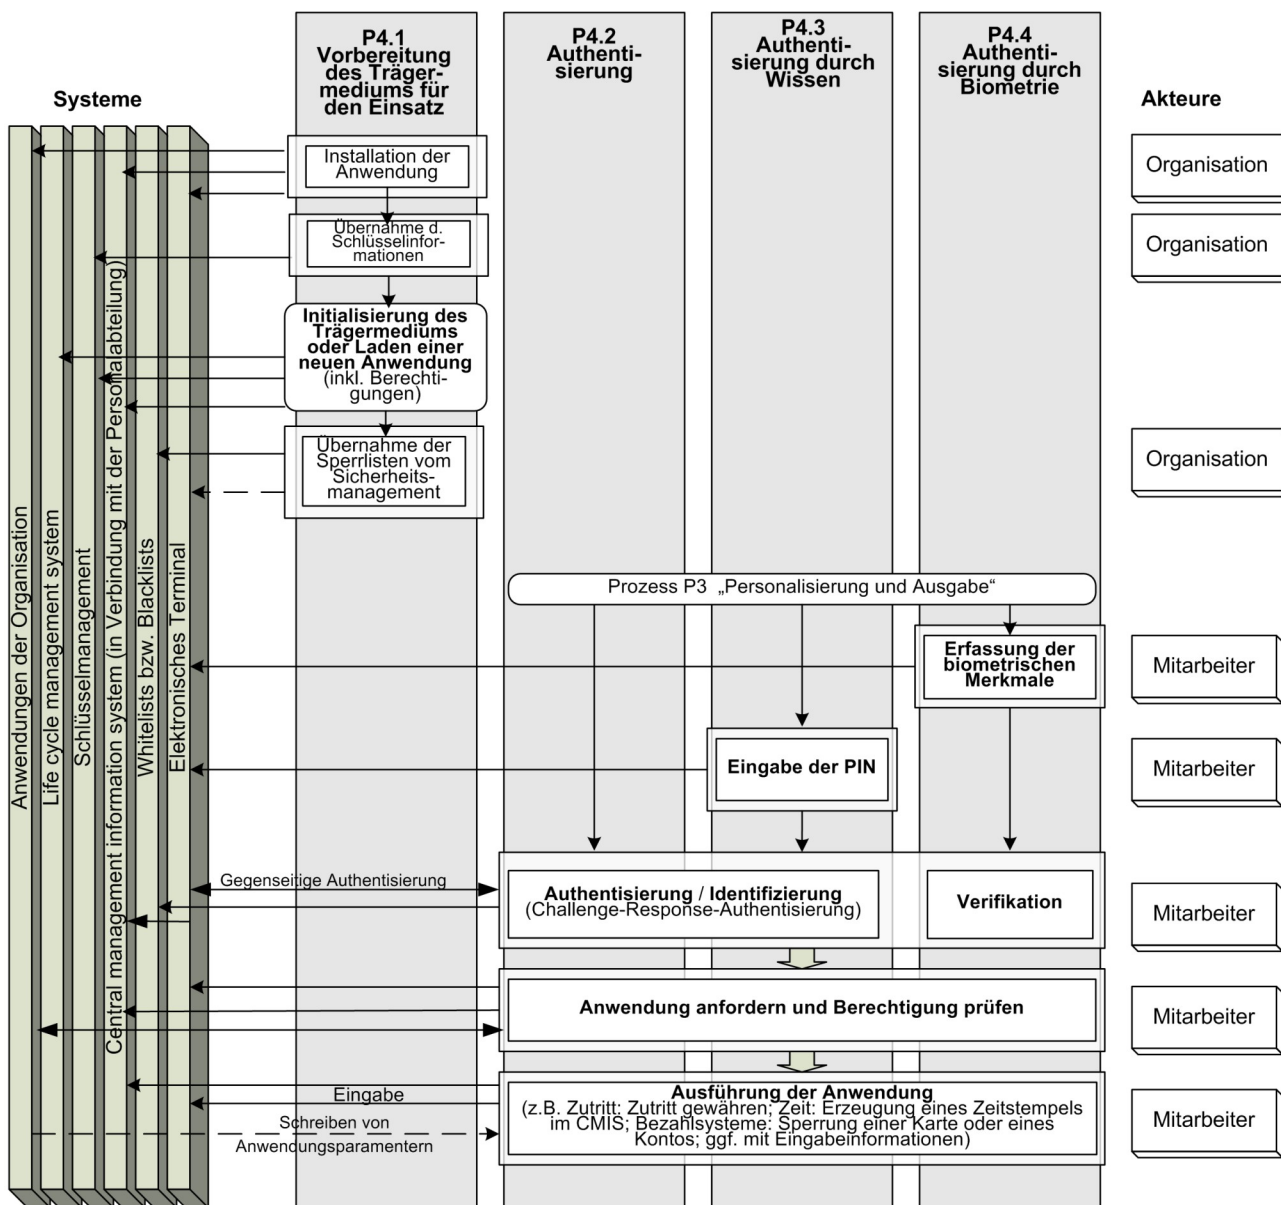 P4.1
Vorbereitung
des Träger-
mediums für
den Einsatz
P4.2
Authenti-
sierung
P4.3
Authenti-
sierung durch
Wissen
P4.4
Authenti-
sierung durch
Biometrie
Systeme
Akteure
Anwendungen der Organisation
Life cycle management system
Schlüsselmanagement
Central management information system (in Verbindung mit der Personalabteilung)
Whitelists bzw. Blacklists
Elektronisches Terminal
Installation der
Anwendung
Organisation
Übernahme d.
Schlüsselinfor-
mationen
Organisation
Initialisierung des
Trägermediums
oder Laden einer
neuen Anwendung
(inkl. Berechti-
gungen)
Übernahme der
Sperrlisten vom
Sicherheits-
management
Organisation
Prozess P3 „Personalisierung und Ausgabe“
Erfassung der
biometrischen
Merkmale
Mitarbeiter
Eingabe der PIN
Mitarbeiter
Gegenseitige Authentisierung
Authentisierung / Identifizierung
(Challenge-Response-Authentisierung)
Verifikation
Mitarbeiter
Anwendung anfordern und Berechtigung prüfen
Mitarbeiter
Eingabe
Schreiben von
Anwendungsparamentern
Ausführung der Anwendung
(z.B. Zutritt: Zutritt gewähren; Zeit: Erzeugung eines Zeitstempels
im CMIS; Bezahlsysteme: Sperrung einer Karte oder eines
Kontos; ggf. mit Eingabeinformationen)
Mitarbeiter